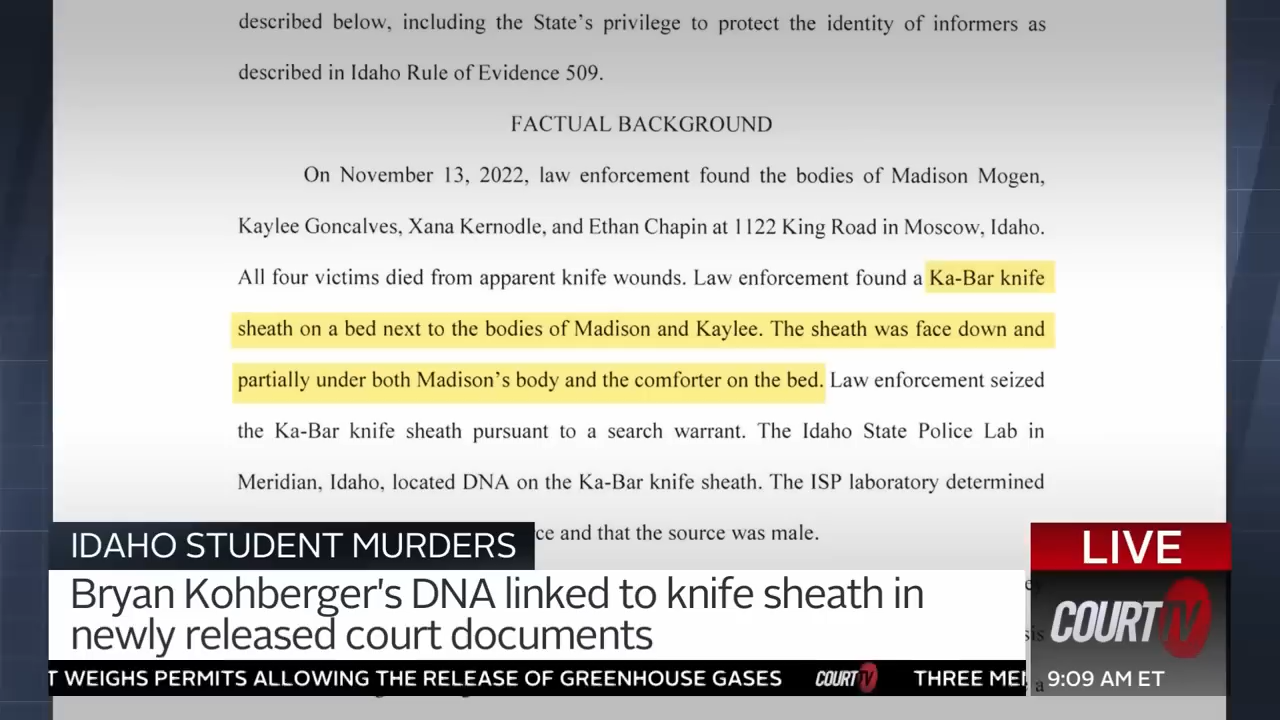 described below, including the State's privilege to protect the identity of informers as
described in Idaho Rule of Evidence 509.
FACTUAL BACKGROUND
On November 13, 2022, law enforcement found the bodies of Madison Mogen,
Kaylee Goncalves, Xana Kernodle, and Ethan Chapin at 1122 King Road in Moscow, Idaho.
All four victims died from apparent knife wounds. Law enforcement found a Ka-Bar knife
sheath on a bed next to the bodies of Madison and Kaylee. The sheath was face down and
partially under both Madison's body and the comforter on the bed. Law enforcement seized
the Ka-Bar knife sheath pursuant to a search warrant. The Idaho State Police Lab in
Meridian, Idaho, located DNA on the Ka-Bar knife sheath. The ISP laboratory determined
and that the source was male.
IDAHO STUDENT MURDERS
Bryan Kohberger's DNA linked to knife sheath in
newly released court documents
LIVE
COURT TV
WEIGHS PERMITS ALLOWING THE RELEASE OF GREENHOUSE GASES COURT TV THREE
9:09 AM ET